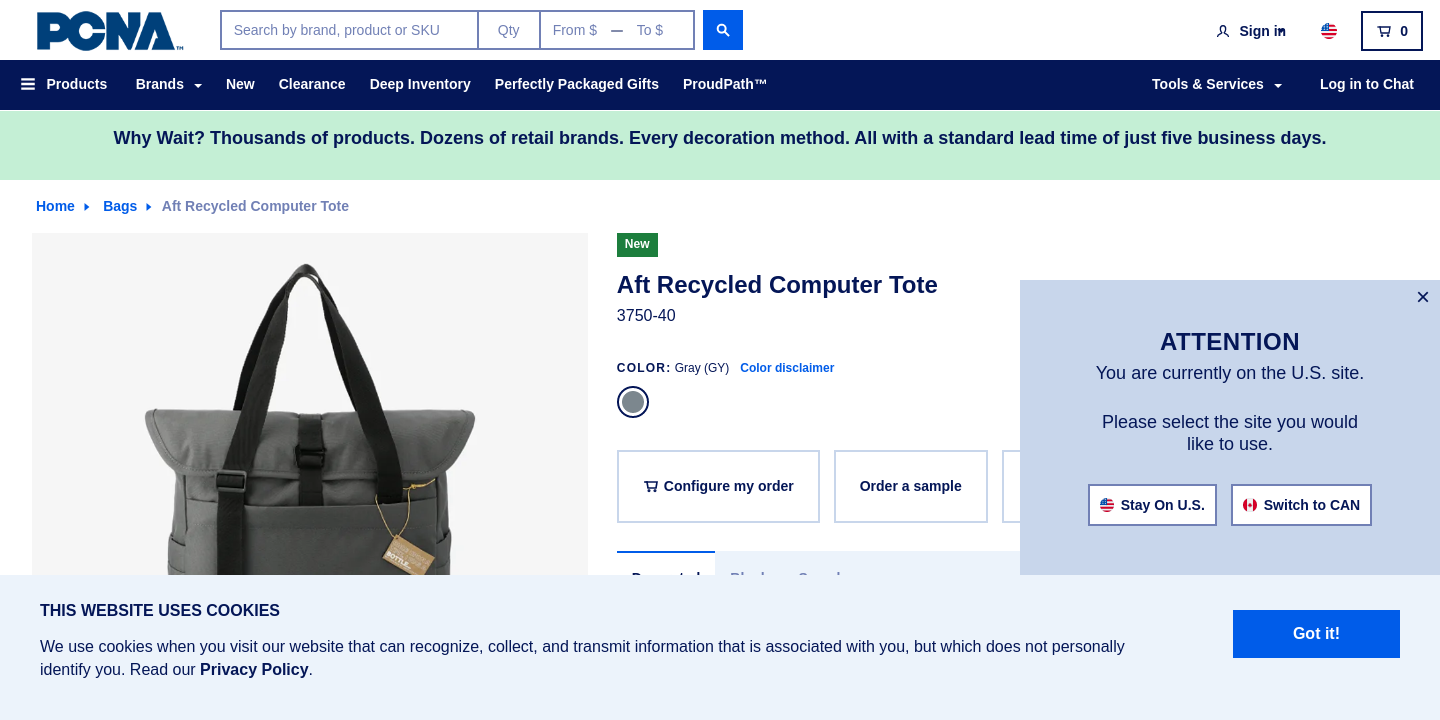 PCNA™
Search by brand, product or SKU
Qty
From $ — To $
Sign in
0
Products
Brands
New
Clearance
Deep Inventory
Perfectly Packaged Gifts
ProudPath™
Tools & Services
Log in to Chat
Why Wait? Thousands of products. Dozens of retail brands. Every decoration method. All with a standard lead time of just five business days.
Home
Bags
Aft Recycled Computer Tote
New
Aft Recycled Computer Tote
3750-40
COLOR: Gray (GY) Color disclaimer
Configure my order
Order a sample
BOTTLE
×
ATTENTION
You are currently on the U.S. site.
Please select the site you would
like to use.
Stay On U.S.
Switch to CAN
THIS WEBSITE USES COOKIES
We use cookies when you visit our website that can recognize, collect, and transmit information that is associated with you, but which does not personally
identify you. Read our Privacy Policy.
Got it!